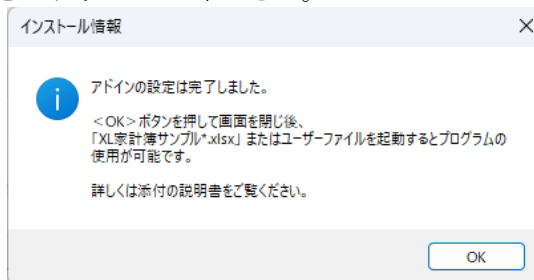 インストール情報
アドインの設定は完了しました。
＜OK＞ボタンを押して画面を閉じ後、
「XL家計簿サンプル*.xlsx」またはユーザーファイルを起動するとプログラムの
使用が可能です。
詳しくは添付の説明書をご覧ください。
OK